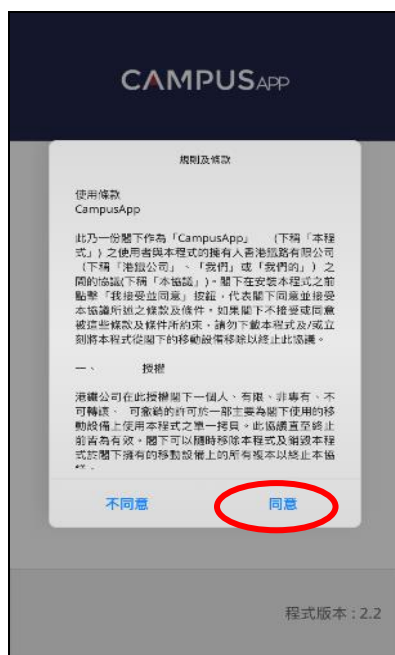 CAMPUSAPP
規則及條款
使用條款
CampusApp
此乃一份閣下作為「CampusApp」 (下稱「本程
式」) 之使用者與本程式的擁有人香港鐵路有限公司
(下稱「港鐵公司」、「我們」或「我們的」) 之
間的協議(下稱「本協議」)。閣下在安裝本程式之前
點擊「我接受並同意」按鈕，代表閣下同意並接受
本協議所述之條款及條件。如果閣下不接受或同意
被這些條款及條件所約束，請勿下載本程式及/或立
刻將本程式從閣下的移動設備移除以終止此協議。
一、 授權
港鐵公司在此授權閣下一個人、有限、非專有、不
可轉讓、 可撤銷的許可於一部主要為閣下使用的移
動設備上使用本程式之單一拷貝。此協議直至終止
前皆為有效。閣下可以隨時移除本程式及銷毀本程
式於閣下擁有的移動設備上的所有複本以終止本協
不同意
同意
程式版本 : 2.2